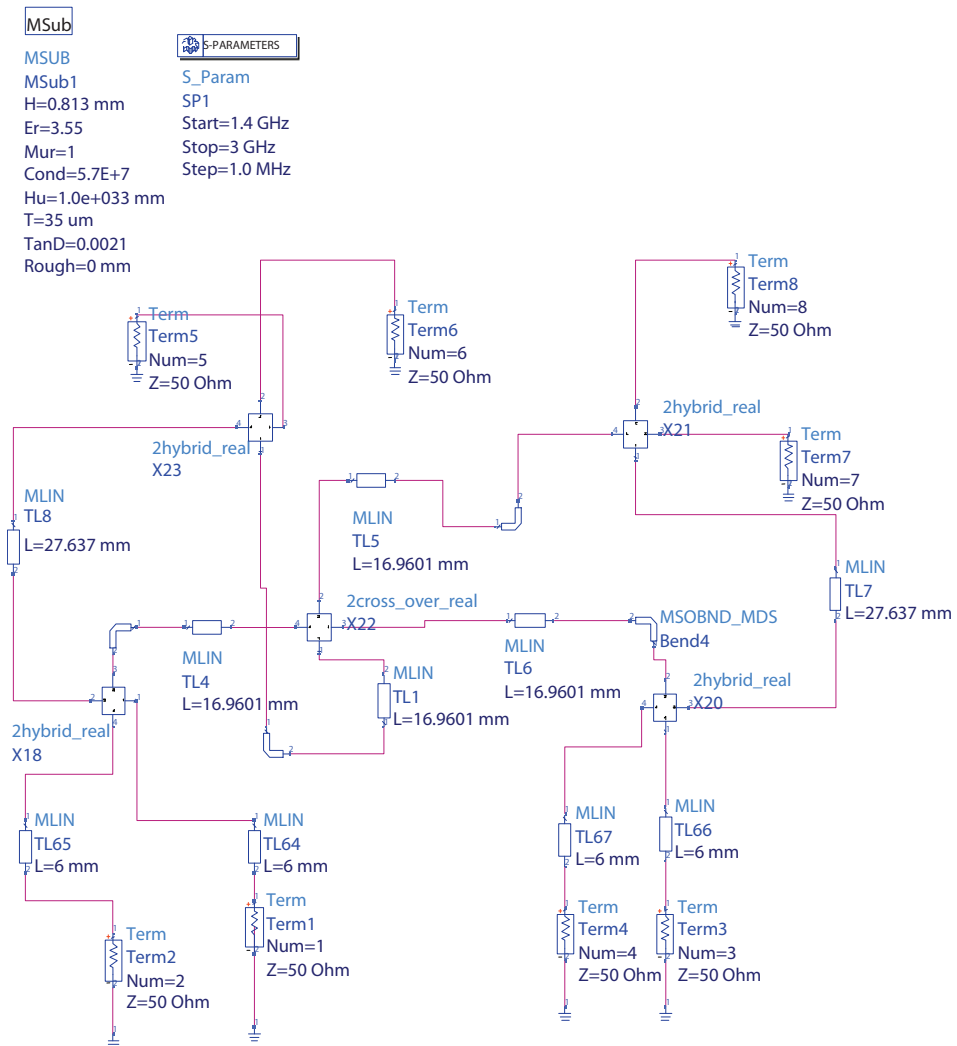 MSub
MSUB
MSub1
H=0.813 mm
Er=3.55
Mur=1
Cond=5.7E+7
Hu=1.0e+033 mm
T=35 um
TanD=0.0021
Rough=0 mm
S-PARAMETERS
S_Param
SP1
Start=1.4 GHz
Stop=3 GHz
Step=1.0 MHz
Term
Term5
Num=5
Z=50 Ohm
Term
Term6
Num=6
Z=50 Ohm
Term
Term8
Num=8
Z=50 Ohm
2hybrid_real
X23
2hybrid_real
X21
Term
Term7
Num=7
Z=50 Ohm
MLIN
TL8
L=27.637 mm
MLIN
TL5
L=16.9601 mm
MLIN
TL7
L=27.637 mm
2cross_over_real
X22
MLIN
TL4
L=16.9601 mm
MLIN
TL1
L=16.9601 mm
MLIN
TL6
L=16.9601 mm
MSOBND_MDS
Bend4
2hybrid_real
X20
2hybrid_real
X18
MLIN
TL65
L=6 mm
MLIN
TL64
L=6 mm
MLIN
TL67
L=6 mm
MLIN
TL66
L=6 mm
Term
Term2
Num=2
Z=50 Ohm
Term
Term1
Num=1
Z=50 Ohm
Term
Term4
Num=4
Z=50 Ohm
Term
Term3
Num=3
Z=50 Ohm